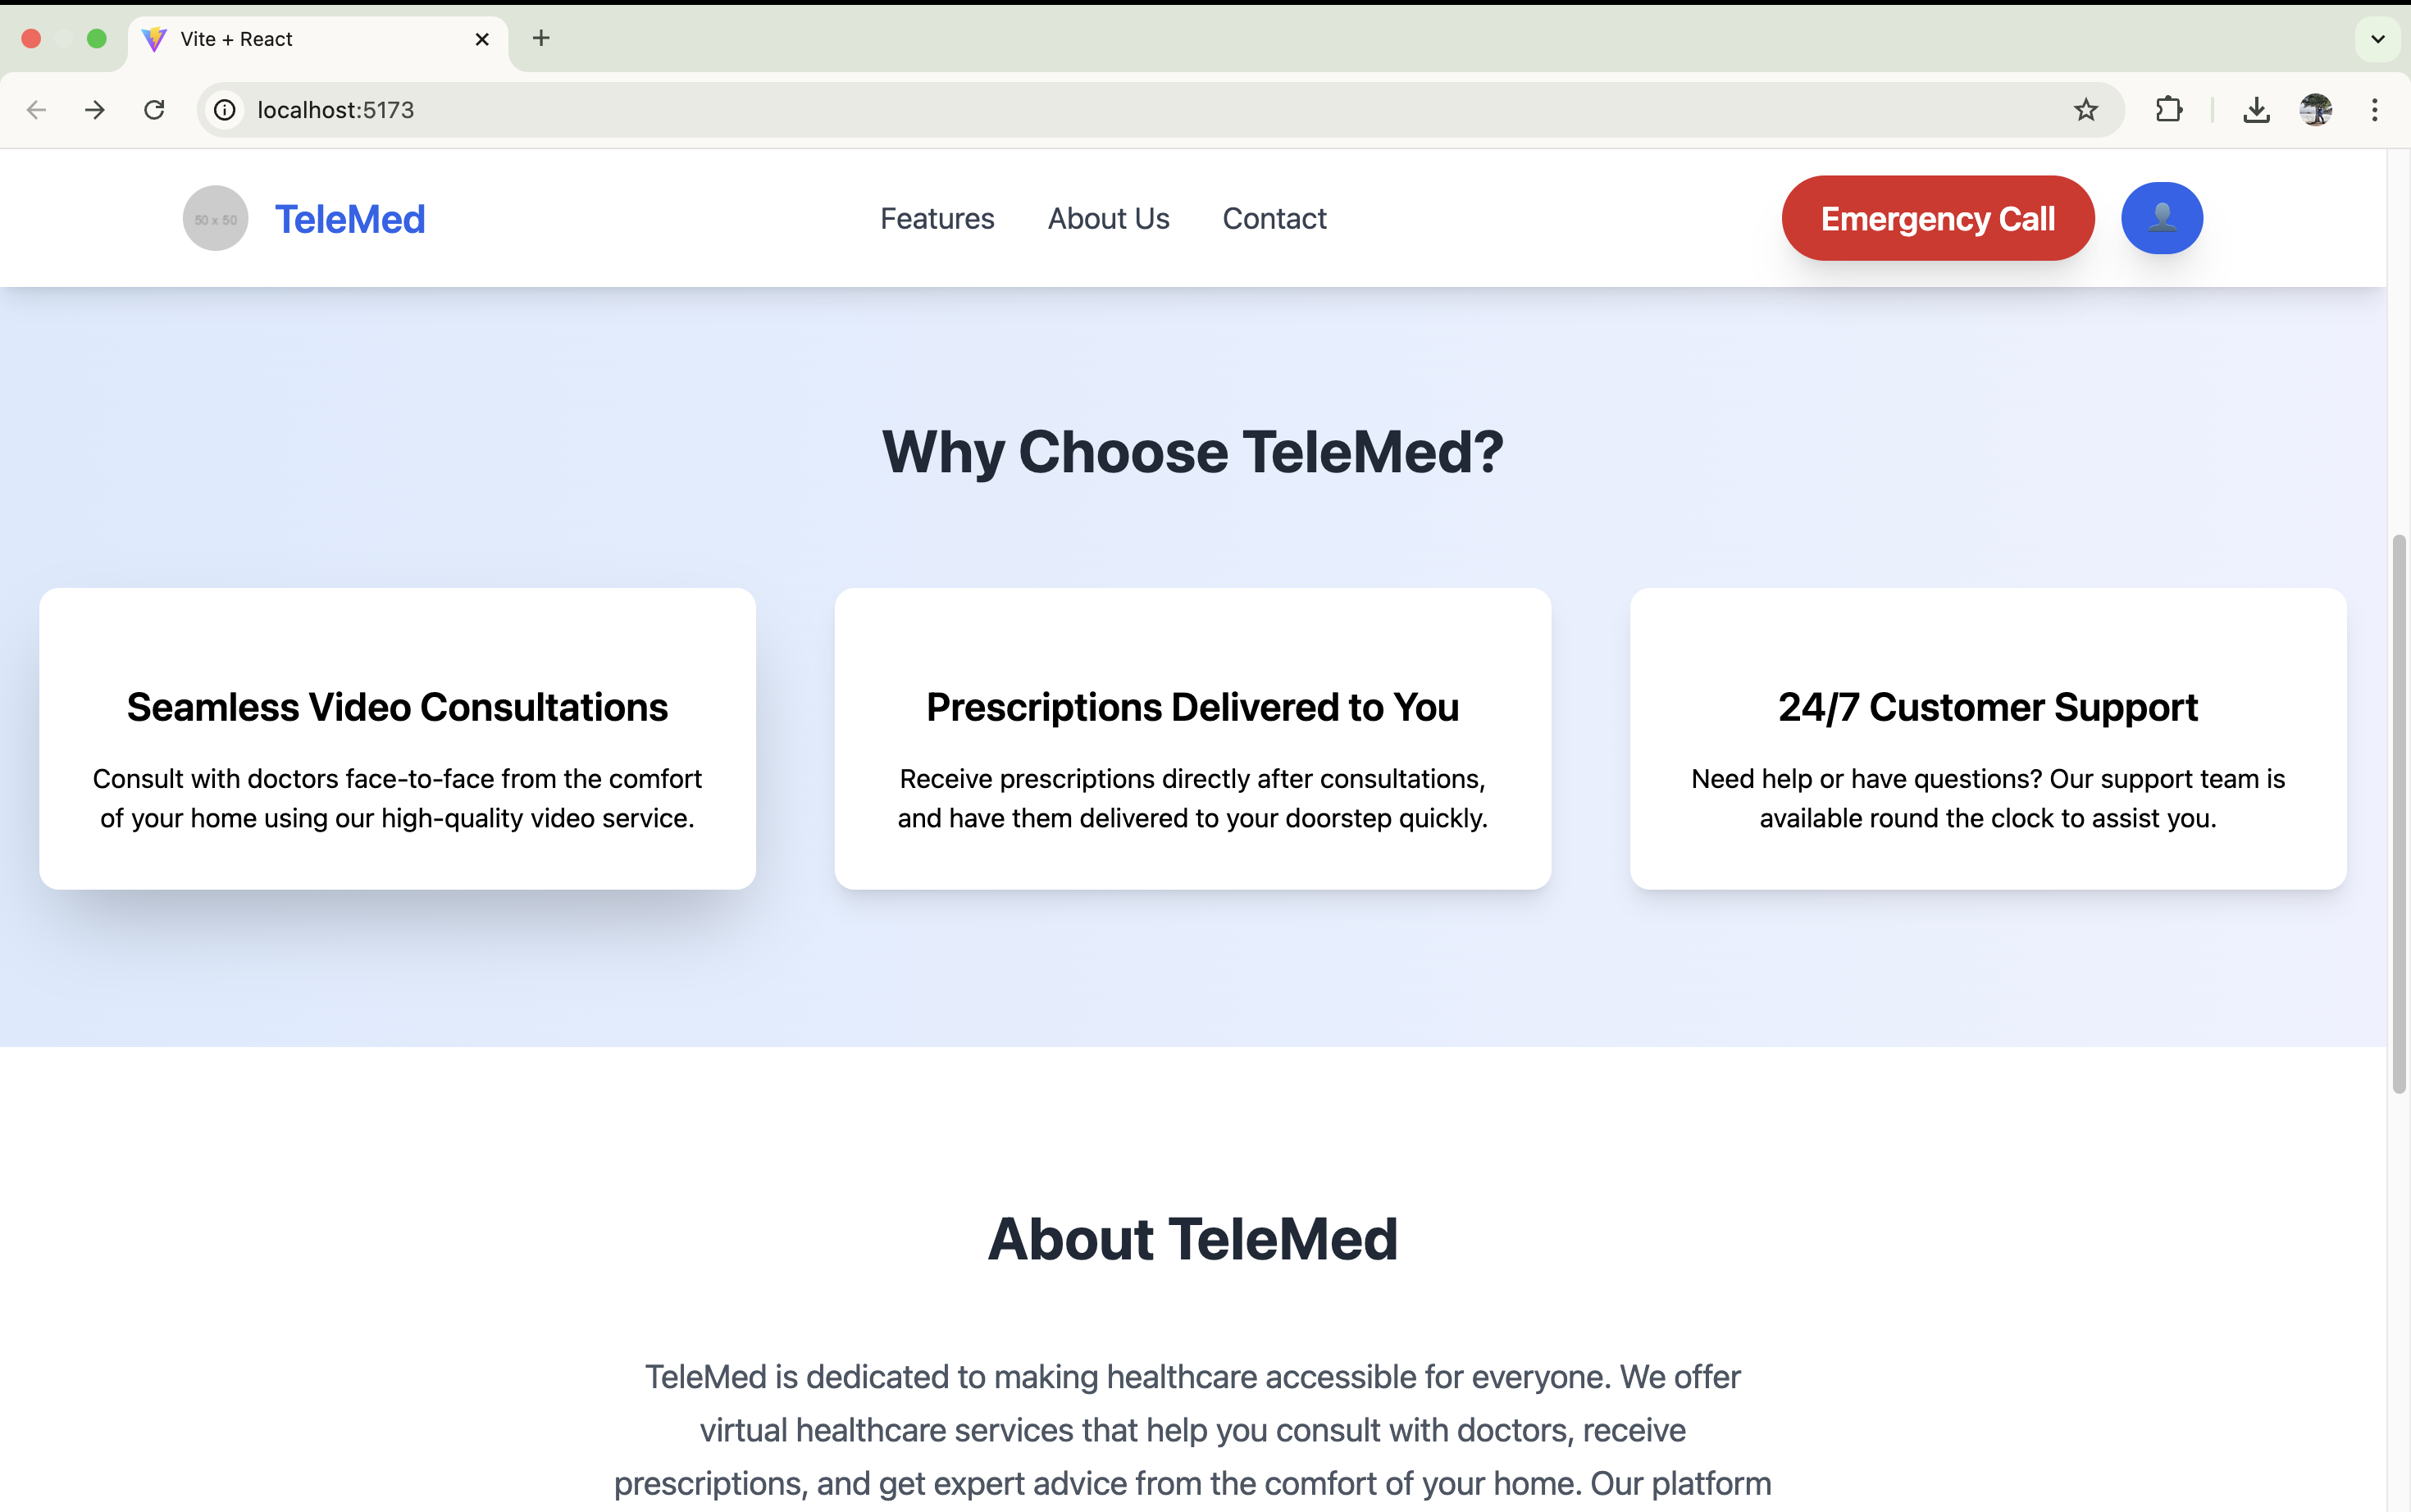 Vite + React
localhost:5173
50 x 50
TeleMed
Features
About Us
Contact
Emergency Call
Why Choose TeleMed?
Seamless Video Consultations
Consult with doctors face-to-face from the comfort
of your home using our high-quality video service.
Prescriptions Delivered to You
Receive prescriptions directly after consultations,
and have them delivered to your doorstep quickly.
24/7 Customer Support
Need help or have questions? Our support team is
available round the clock to assist you.
About TeleMed
TeleMed is dedicated to making healthcare accessible for everyone. We offer
virtual healthcare services that help you consult with doctors, receive
prescriptions, and get expert advice from the comfort of your home. Our platform